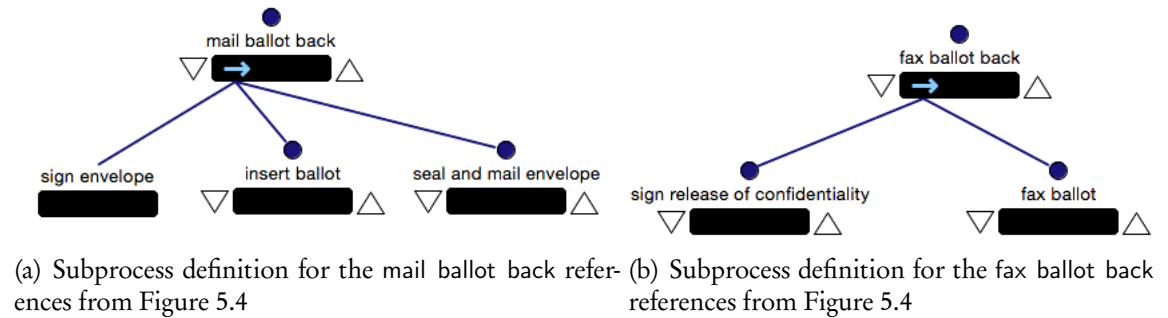 mail ballot back
sign envelope
insert ballot
seal and mail envelope
fax ballot back
sign release of confidentiality
fax ballot
(a) Subprocess definition for the mail ballot back refer-
ences from Figure 5.4
(b) Subprocess definition for the fax ballot back
references from Figure 5.4